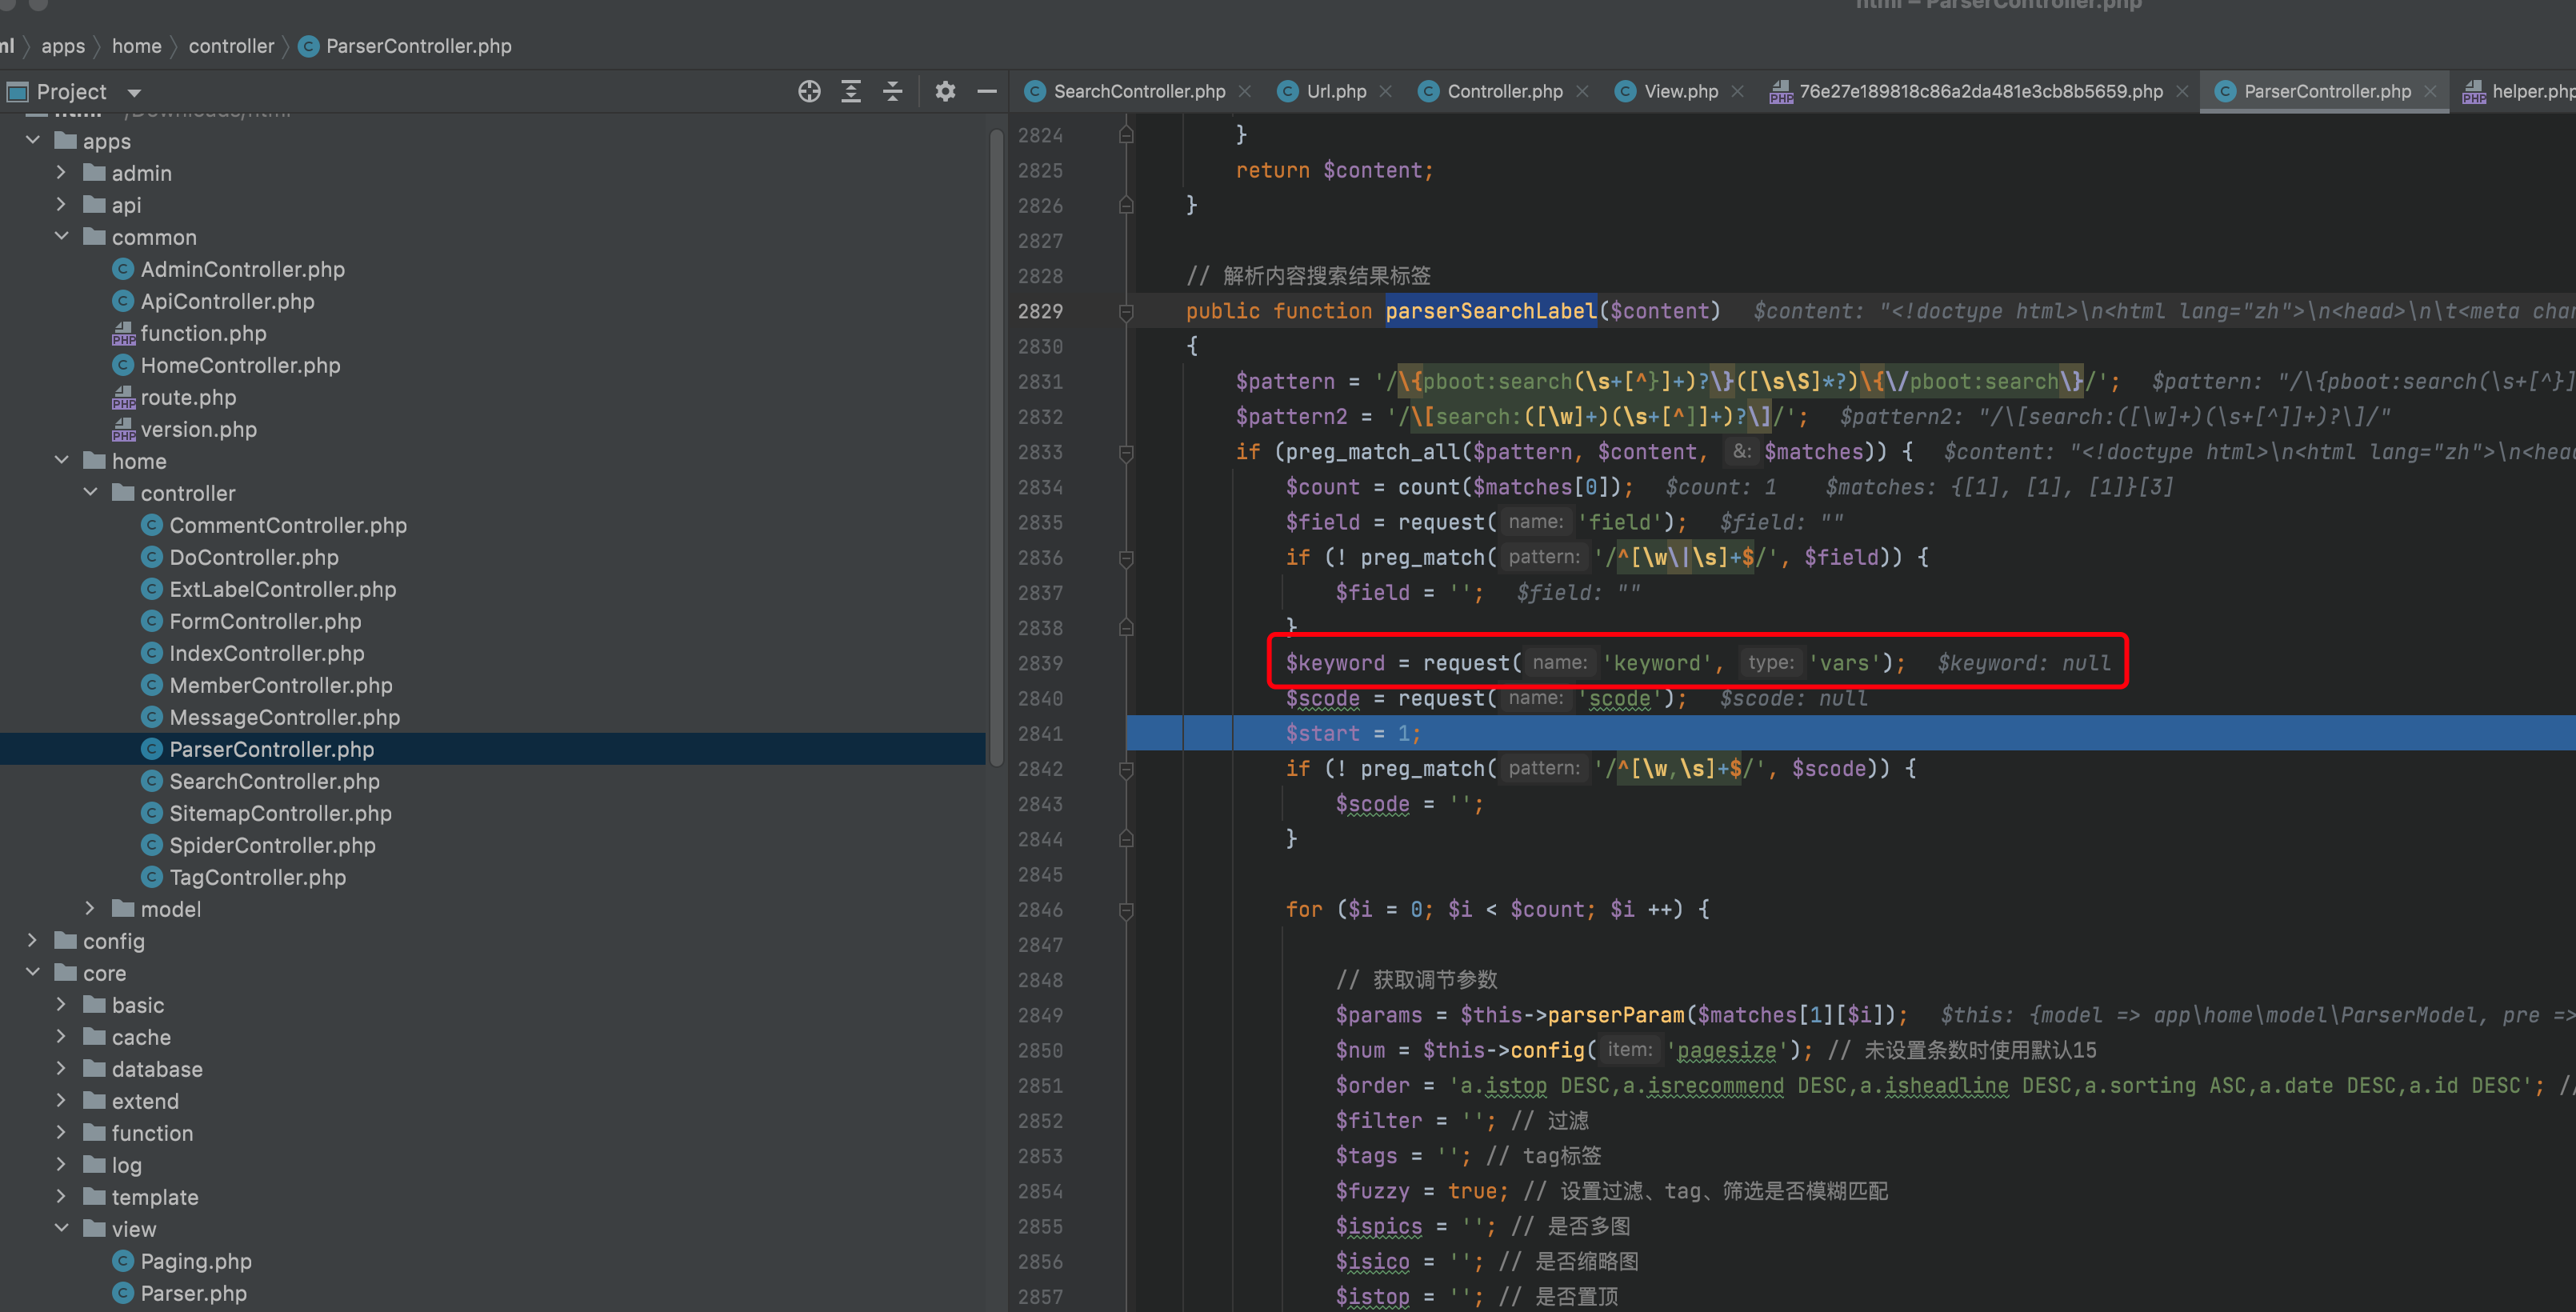 html – ParserController.php
ml 〉 apps 〉 home 〉 controller 〉 ParserController.php
Project
SearchController.php Url.php Controller.php View.php 76e27e189818c86a2da481e3cb8b5659.php ParserController.php helper.php
html ~/Downloads/html
apps
admin
api
common
AdminController.php
ApiController.php
function.php
HomeController.php
route.php
version.php
home
controller
CommentController.php
DoController.php
ExtLabelController.php
FormController.php
IndexController.php
MemberController.php
MessageController.php
ParserController.php
SearchController.php
SitemapController.php
SpiderController.php
TagController.php
model
config
core
basic
cache
database
extend
function
log
template
view
Paging.php
Parser.php
2824 }
2825 return $content;
2826 }
2827
2828 // 解析内容搜索结果标签
2829 public function parserSearchLabel($content) $content: "<!doctype html>\n<html lang="zh">\n<head>\n\t<meta char
2830 {
2831 $pattern = '/\{pboot:search(\s+[^}]+)?\}([\s\S]*?)\{\/pboot:search\}/'; $pattern: "/\{pboot:search(\s+[^}]
2832 $pattern2 = '/\[search:([\w]+)(\s+[^]]+)?\]/'; $pattern2: "/\[search:([\w]+)(\s+[^]]+)?\]/"
2833 if (preg_match_all($pattern, $content, &: $matches)) { $content: "<!doctype html>\n<html lang="zh">\n<head
2834 $count = count($matches[0]); $count: 1 $matches: {[1], [1], [1]}[3]
2835 $field = request( name: 'field'); $field: ""
2836 if (! preg_match( pattern: '/^[\w\|\s]+$/', $field)) {
2837 $field = ''; $field: ""
2838 }
2839 $keyword = request( name: 'keyword', type: 'vars'); $keyword: null
2840 $scode = request( name: 'scode'); $scode: null
2841 $start = 1;
2842 if (! preg_match( pattern: '/^[\w,\s]+$/', $scode)) {
2843 $scode = '';
2844 }
2845
2846 for ($i = 0; $i < $count; $i ++) {
2847
2848 // 获取调节参数
2849 $params = $this->parserParam($matches[1][$i]); $this: {model => app\home\model\ParserModel, pre =>
2850 $num = $this->config( item: 'pagesize'); // 未设置条数时使用默认15
2851 $order = 'a.istop DESC,a.isrecommend DESC,a.isheadline DESC,a.sorting ASC,a.date DESC,a.id DESC'; //
2852 $filter = ''; // 过滤
2853 $tags = ''; // tag标签
2854 $fuzzy = true; // 设置过滤、tag、筛选是否模糊匹配
2855 $ispics = ''; // 是否多图
2856 $isico = ''; // 是否缩略图
2857 $istop = ''; // 是否置顶